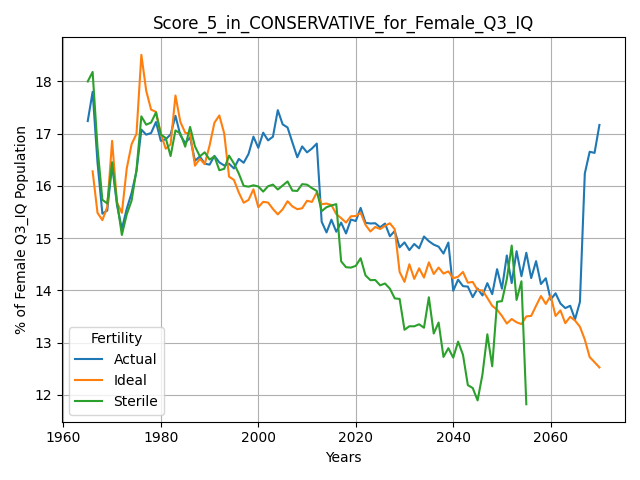 Score_5_in_CONSERVATIVE_for_Female_Q3_IQ
% of Female Q3_IQ Population
18
17
16
15
14
13
12
Fertility
Actual
Ideal
Sterile
1960 1980 2000 2020 2040 2060
Years